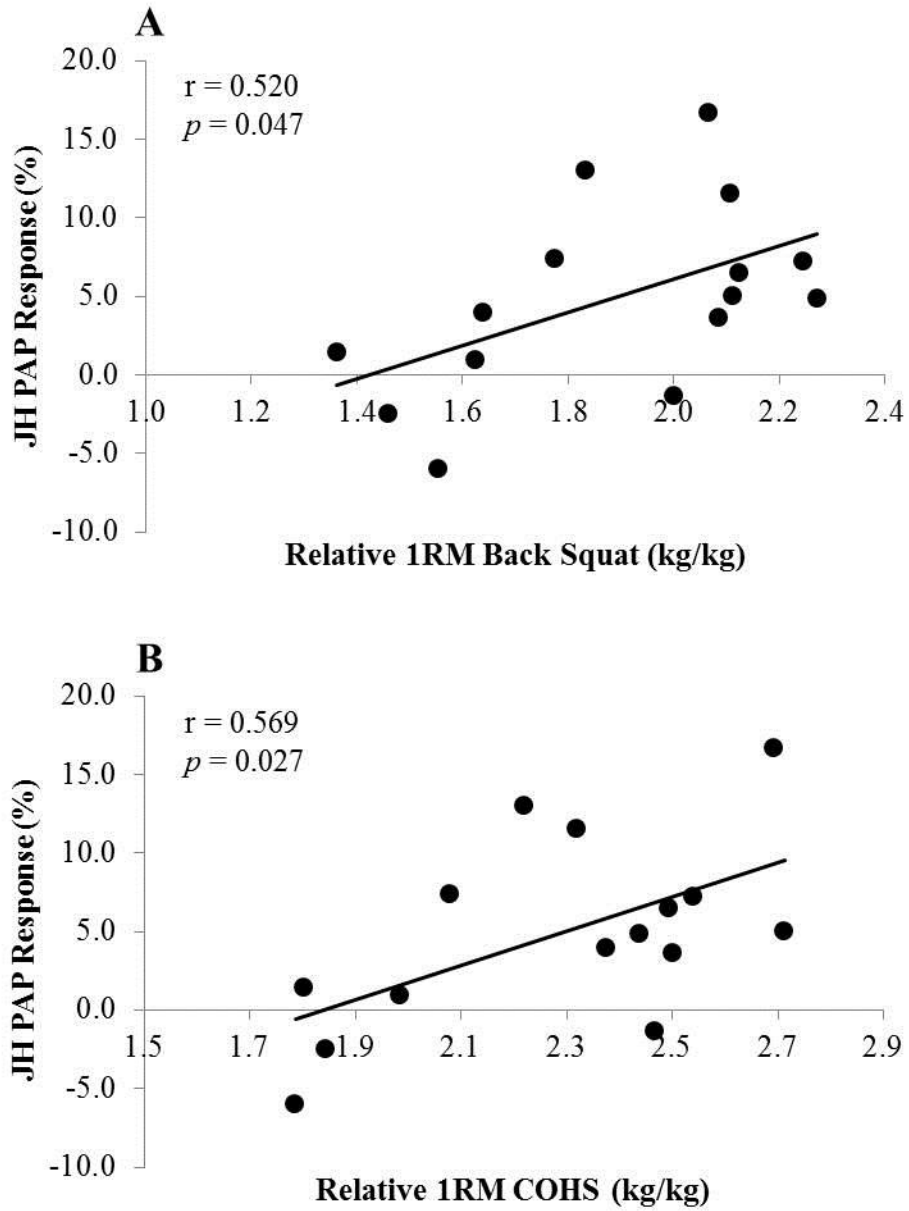 A
20.0
r = 0.520
p = 0.047
15.0
10.0
5.0
0.0
1.0 1.2 1.4 1.6 1.8 2.0 2.2 2.4
-5.0
-10.0
JH PAP Response (%)
Relative 1RM Back Squat (kg/kg)
B
20.0
r = 0.569
p = 0.027
15.0
10.0
5.0
0.0
1.5 1.7 1.9 2.1 2.3 2.5 2.7 2.9
-5.0
-10.0
JH PAP Response (%)
Relative 1RM COHS (kg/kg)